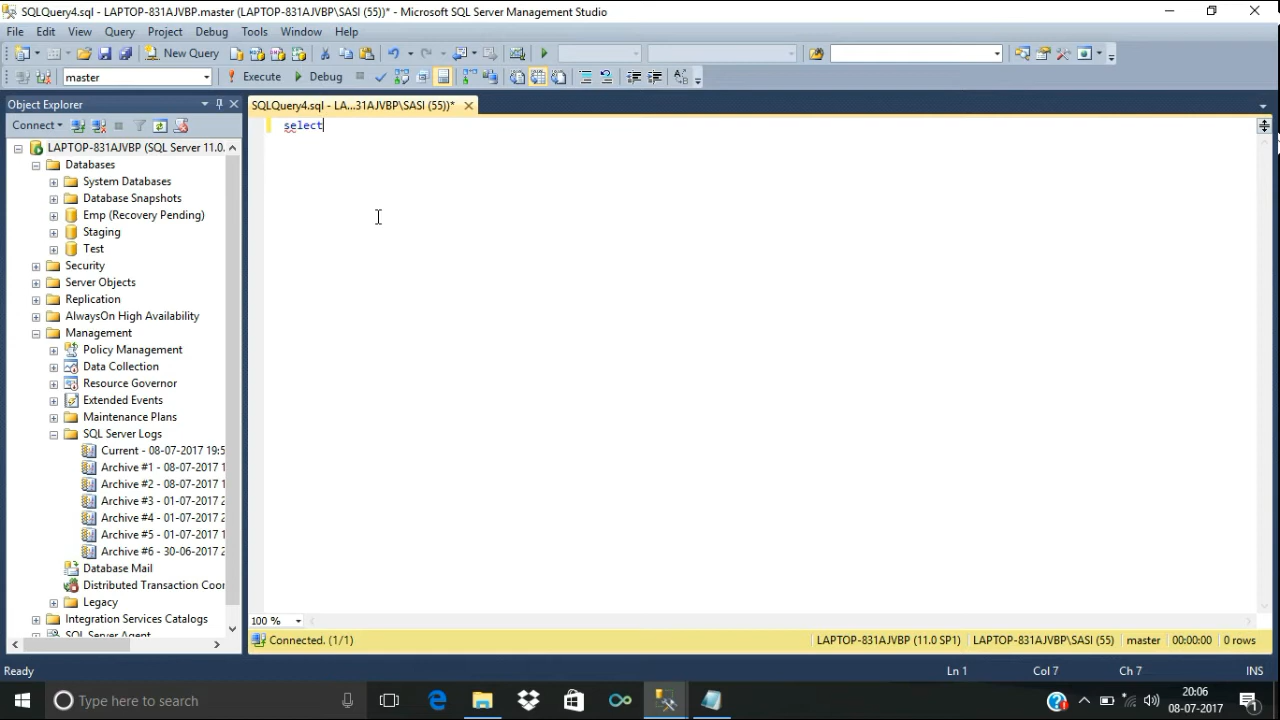 SQLQuery4.sql - LAPTOP-831AJVBP.master (LAPTOP-831AJVBP\SASI (55))* - Microsoft SQL Server Management Studio
File Edit View Query Project Debug Tools Window Help
New Query
master Execute Debug
Object Explorer
SQLQuery4.sql - LA...31AJVBP\SASI (55))*
Connect
select
LAPTOP-831AJVBP (SQL Server 11.0.
Databases
System Databases
Database Snapshots
Emp (Recovery Pending)
Staging
Test
Security
Server Objects
Replication
AlwaysOn High Availability
Management
Policy Management
Data Collection
Resource Governor
Extended Events
Maintenance Plans
SQL Server Logs
Current - 08-07-2017 19:5
Archive #1 - 08-07-2017 1
Archive #2 - 08-07-2017 1
Archive #3 - 01-07-2017 2
Archive #4 - 01-07-2017 2
Archive #5 - 01-07-2017 1
Archive #6 - 30-06-2017 2
Database Mail
Distributed Transaction Coor
Legacy
Integration Services Catalogs
SQL Server Agent
100 %
Connected. (1/1) LAPTOP-831AJVBP (11.0 SP1) LAPTOP-831AJVBP\SASI (55) master 00:00:00 0 rows
Ready Ln 1 Col 7 Ch 7 INS
Type here to search
20:06
08-07-2017